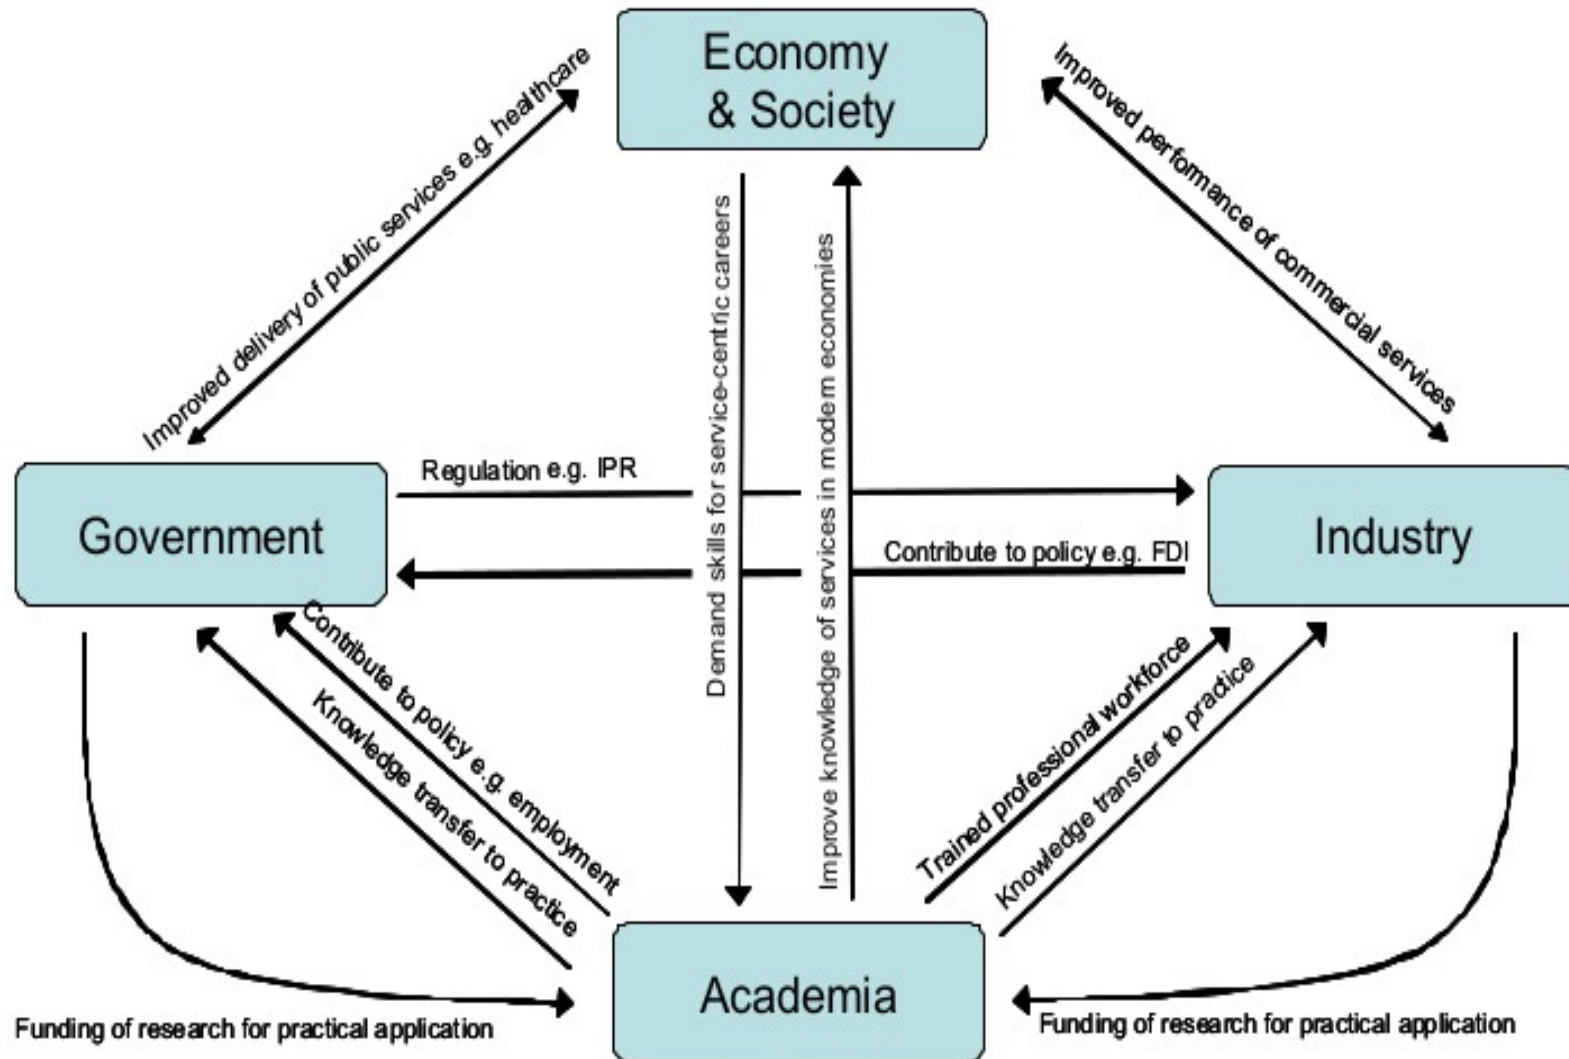 Economy
& Society
Improved delivery of public services e.g. healthcare
Improved performance of commercial services
Demand skills for service-centric careers
Improve knowledge of services in modern economies
Regulation e.g. IPR
Government
Industry
Contribute to policy e.g. FDI
Contribute to policy e.g. employment
Knowledge transfer to practice
Trained professional workforce
Knowledge transfer to practice
Academia
Funding of research for practical application
Funding of research for practical application